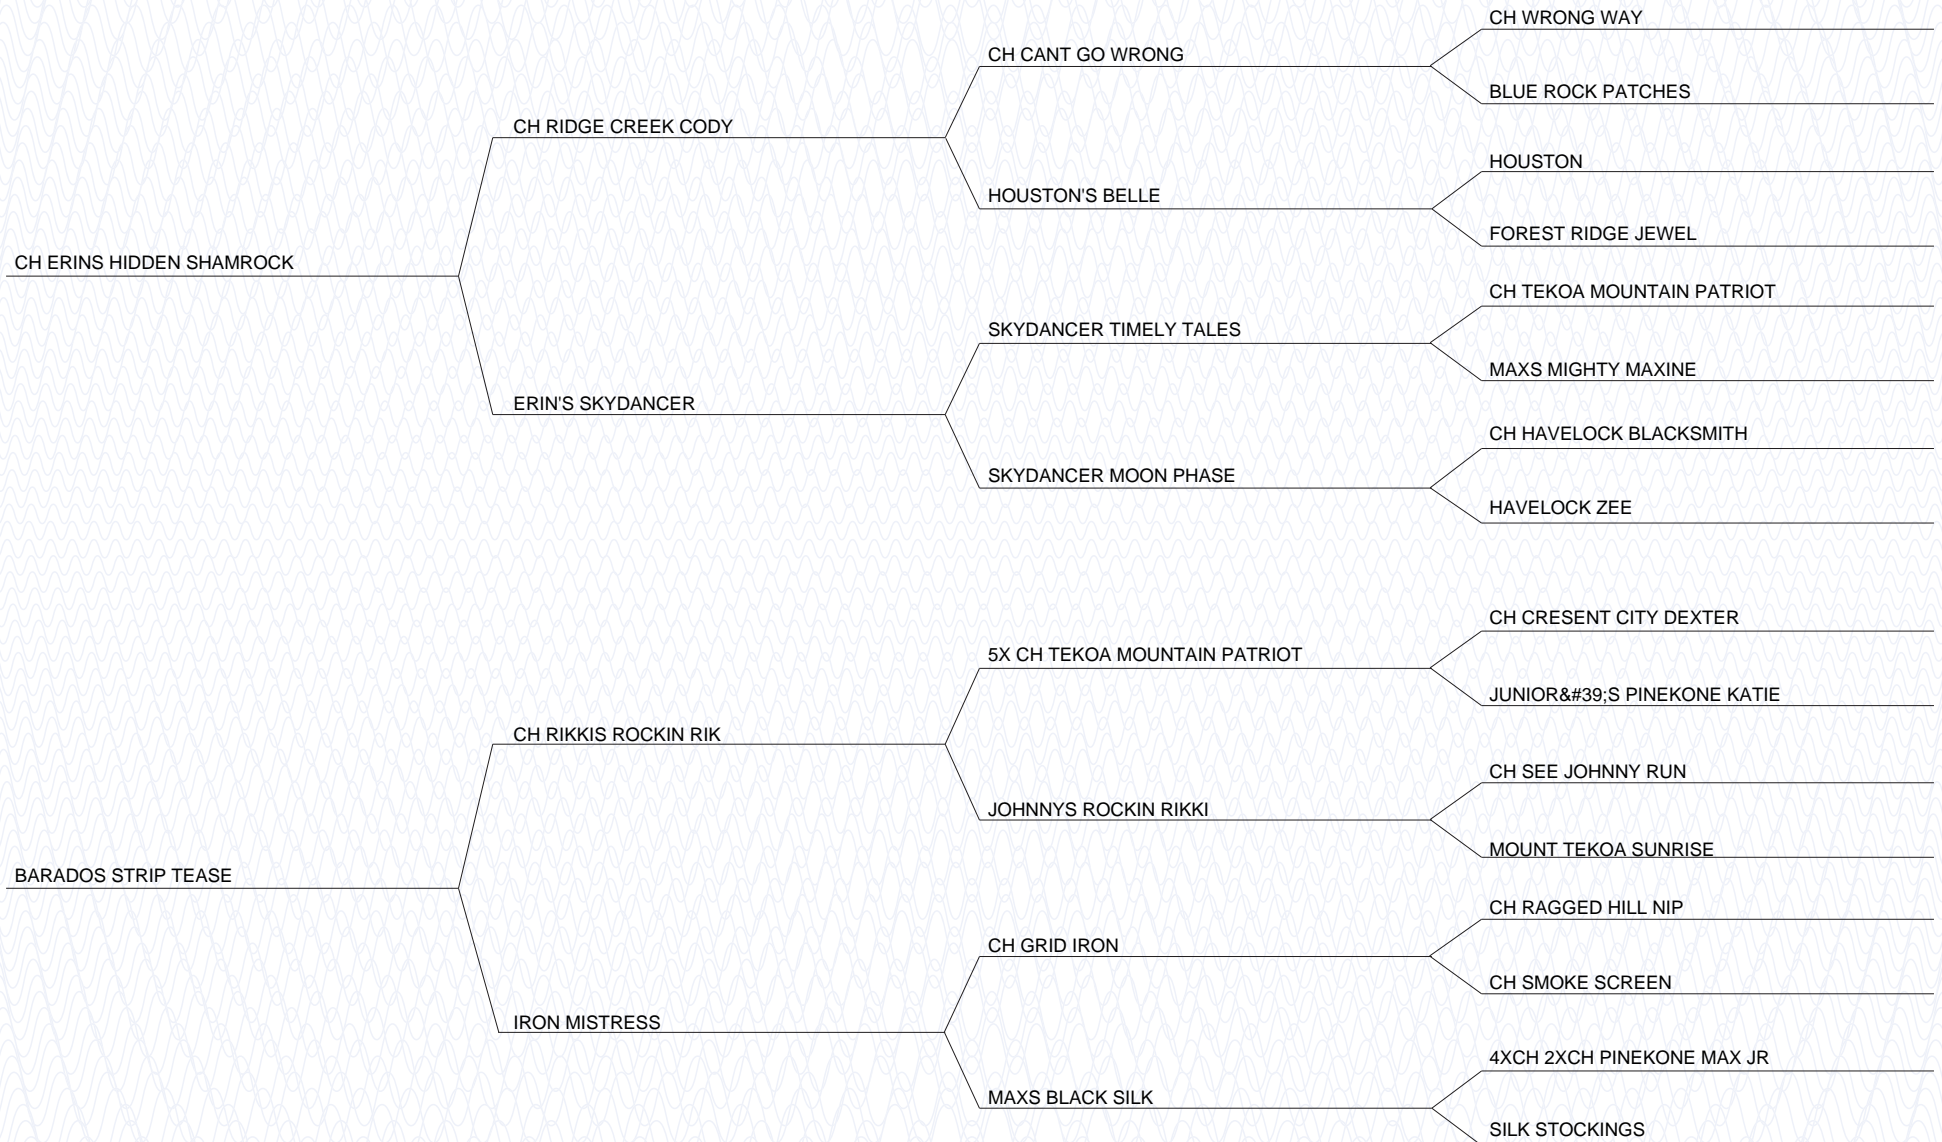 CH WRONG WAY
CH CANT GO WRONG
BLUE ROCK PATCHES
CH RIDGE CREEK CODY
HOUSTON
HOUSTON'S BELLE
FOREST RIDGE JEWEL
CH ERINS HIDDEN SHAMROCK
CH TEKOA MOUNTAIN PATRIOT
SKYDANCER TIMELY TALES
MAXS MIGHTY MAXINE
ERIN'S SKYDANCER
CH HAVELOCK BLACKSMITH
SKYDANCER MOON PHASE
HAVELOCK ZEE
CH CRESENT CITY DEXTER
5X CH TEKOA MOUNTAIN PATRIOT
JUNIOR&#39;S PINEKONE KATIE
CH RIKKIS ROCKIN RIK
CH SEE JOHNNY RUN
JOHNNYS ROCKIN RIKKI
MOUNT TEKOA SUNRISE
BARADOS STRIP TEASE
CH RAGGED HILL NIP
CH GRID IRON
CH SMOKE SCREEN
IRON MISTRESS
4XCH 2XCH PINEKONE MAX JR
MAXS BLACK SILK
SILK STOCKINGS